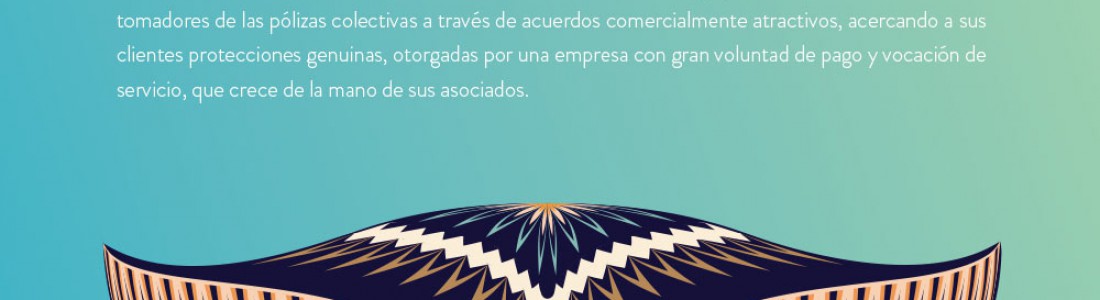 tomadores de las pólizas colectivas a través de acuerdos comercialmente atractivos, acercando a sus
clientes protecciones genuinas, otorgadas por una empresa con gran voluntad de pago y vocación de
servicio, que crece de la mano de sus asociados.